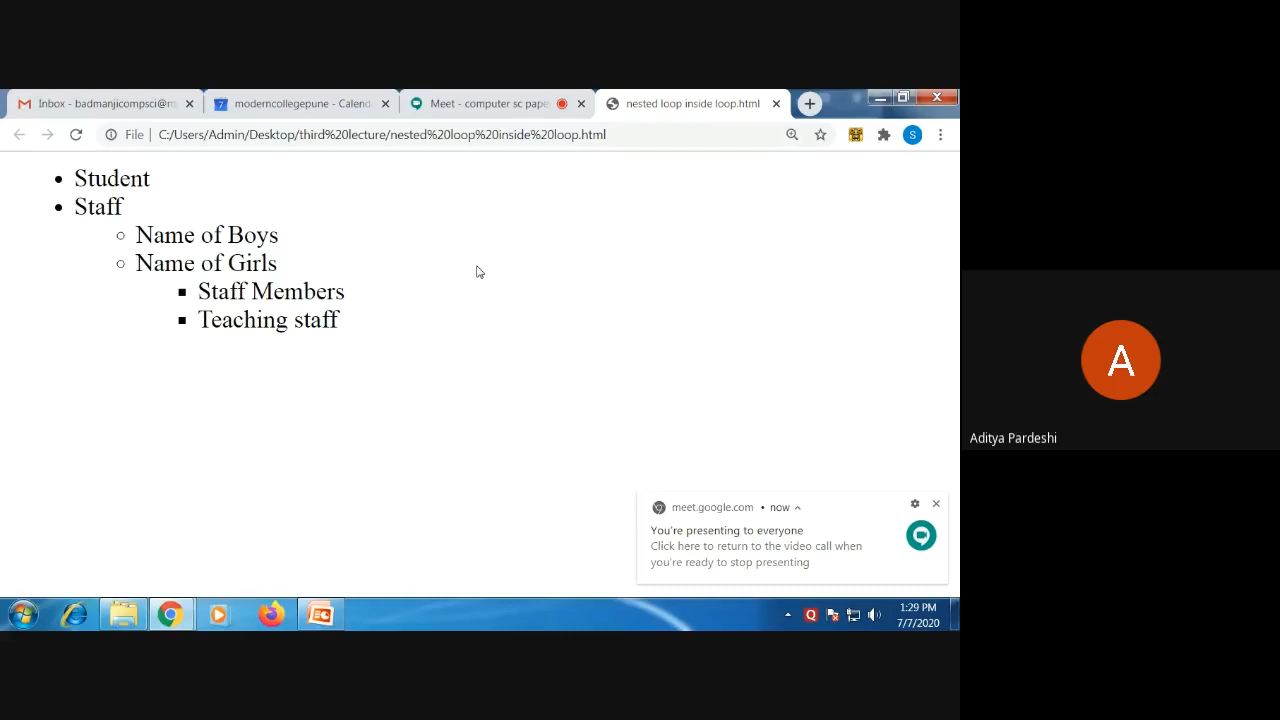 Inbox - badmanjicompsci@m
moderncollegepune - Calend
Meet - computer sc pape
nested loop inside loop.html
File
C:/Users/Admin/Desktop/third%20lecture/nested%20loop%20inside%20loop.html
S
Student
Staff
Name of Boys
Name of Girls
Staff Members
Teaching staff
A
Aditya Pardeshi
meet.google.com • now
You're presenting to everyone
Click here to return to the video call when
you're ready to stop presenting
1:29 PM
7/7/2020